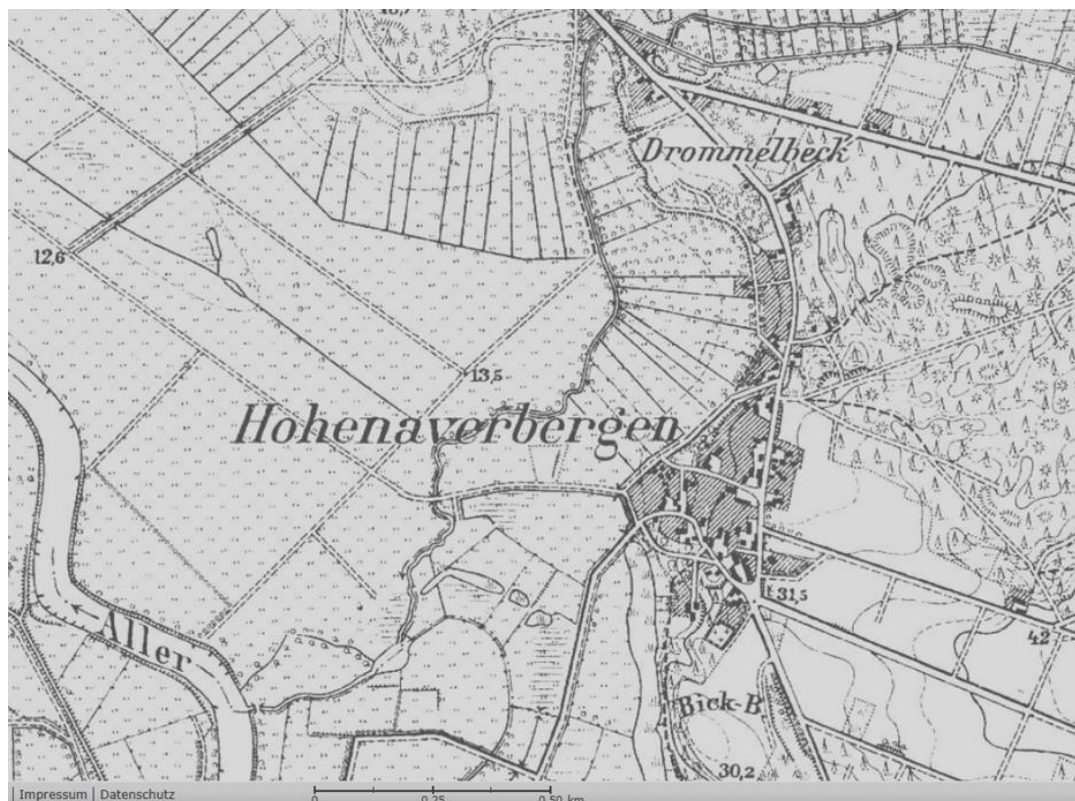 Drommelbeck
12,6
13,5
Hohenaverbergen
31,5
Aller
42
Bick-B
30,2
| Impressum | Datenschutz
0 0.25 0.50 km